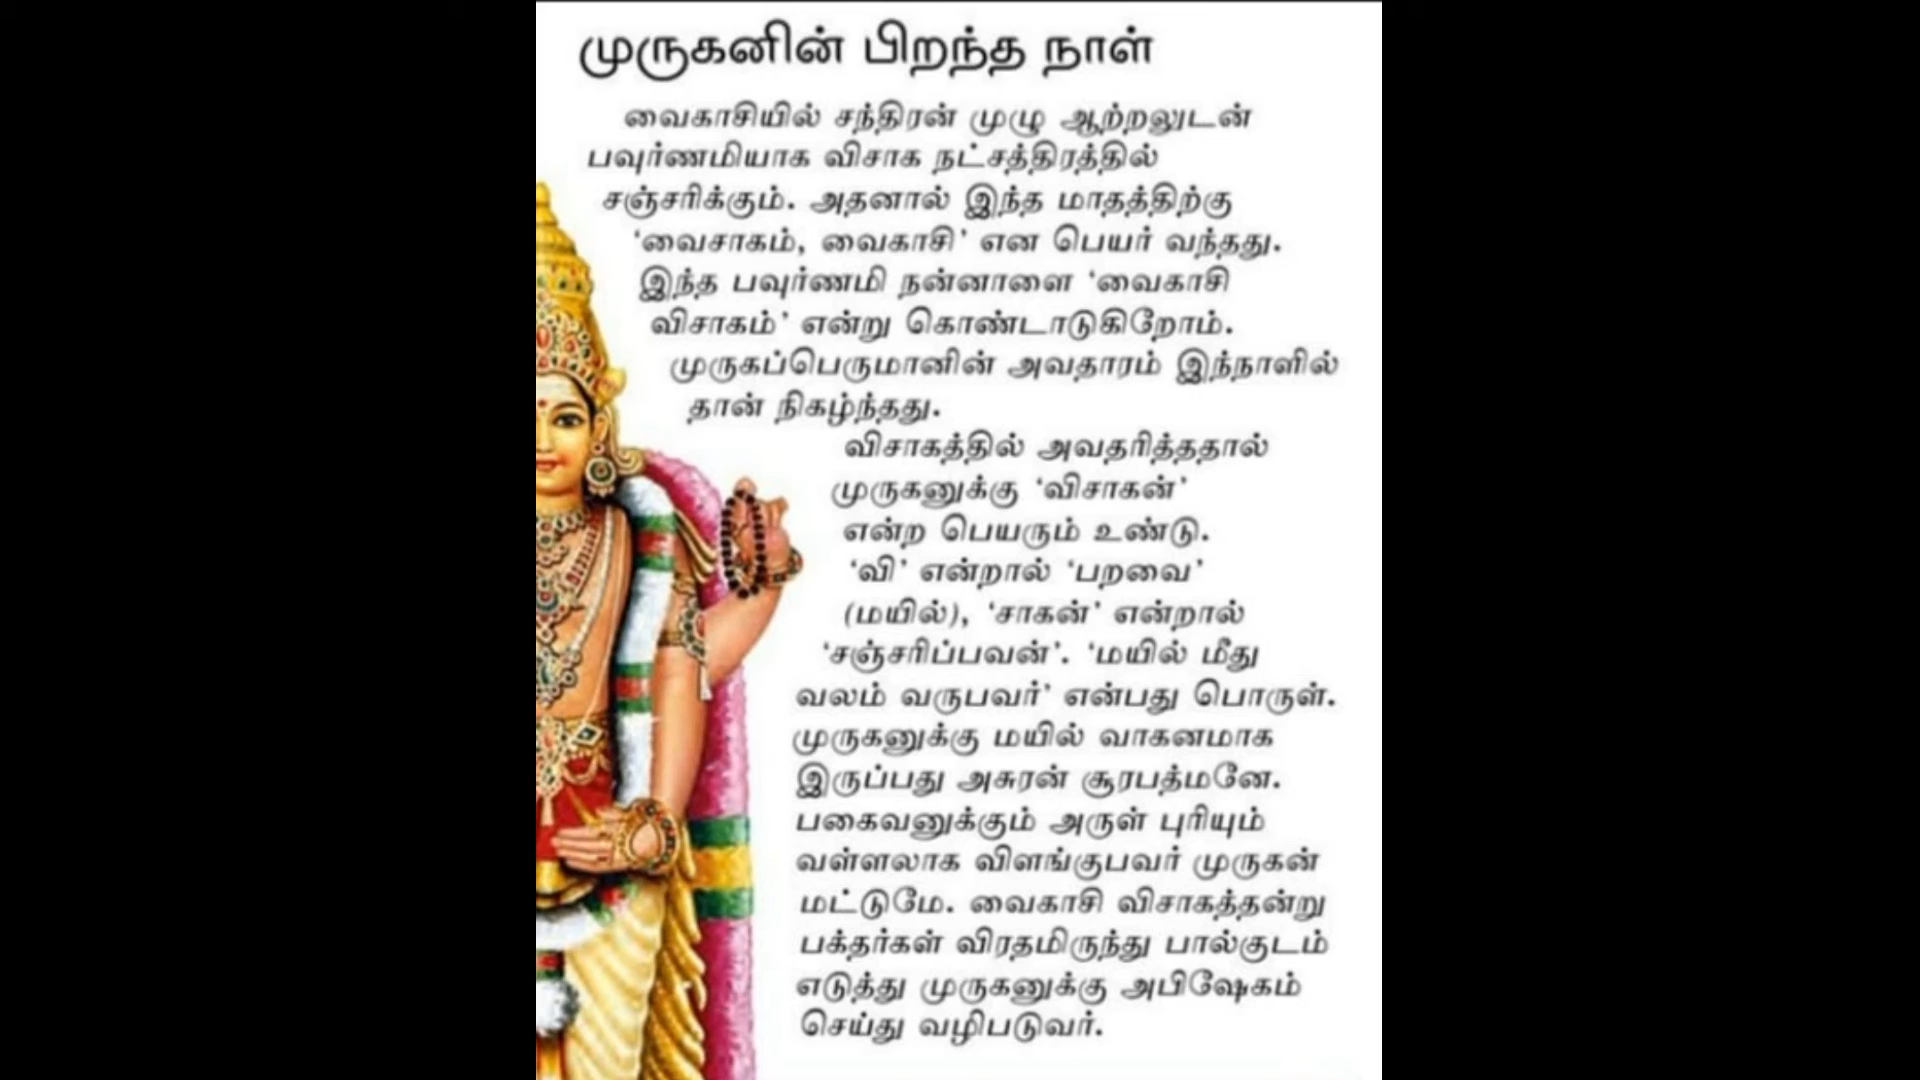 முருகனின் பிறந்த நாள்
வைகாசியில் சந்திரன் முழு ஆற்றலுடன்
பவுர்ணமியாக விசாக நட்சத்திரத்தில்
சஞ்சரிக்கும். அதனால் இந்த மாதத்திற்கு
‘வைசாகம், வைகாசி’ என பெயர் வந்தது.
இந்த பவுர்ணமி நன்னாளை ‘வைகாசி
விசாகம்’ என்று கொண்டாடுகிறோம்.
முருகப்பெருமானின் அவதாரம் இந்நாளில்
தான் நிகழ்ந்தது.
விசாகத்தில் அவதரித்ததால்
முருகனுக்கு ‘விசாகன்’
என்ற பெயரும் உண்டு.
‘வி’ என்றால் ‘பறவை’
(மயில்), ‘சாகன்’ என்றால்
‘சஞ்சரிப்பவன்’. ‘மயில் மீது
வலம் வருபவர்’ என்பது பொருள்.
முருகனுக்கு மயில் வாகனமாக
இருப்பது அசுரன் சூரபத்மனே.
பகைவனுக்கும் அருள் புரியும்
வள்ளலாக விளங்குபவர் முருகன்
மட்டுமே. வைகாசி விசாகத்தன்று
பக்தர்கள் விரதமிருந்து பால்குடம்
எடுத்து முருகனுக்கு அபிஷேகம்
செய்து வழிபடுவர்.